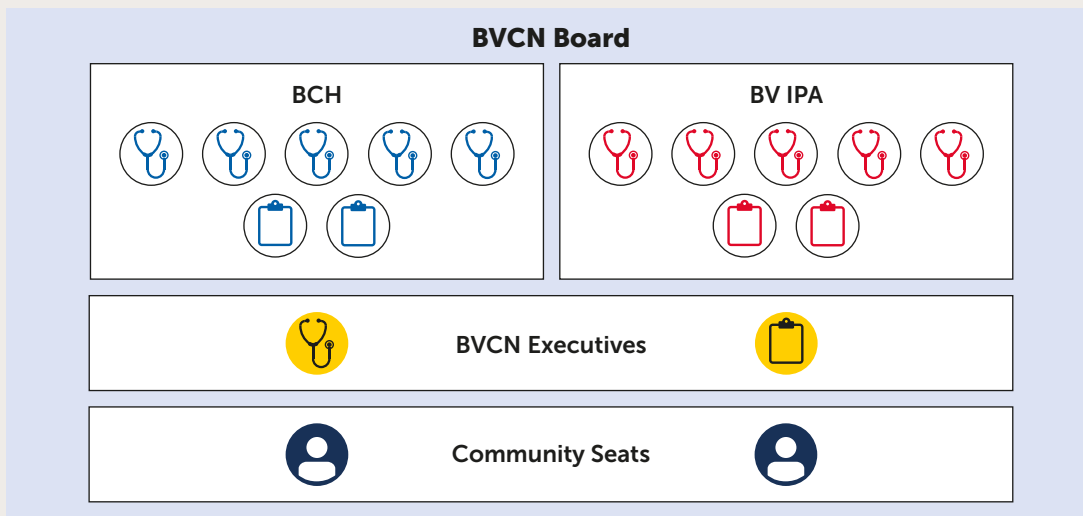 BVCN Board
BCH
BV IPA
BVCN Executives
Community Seats